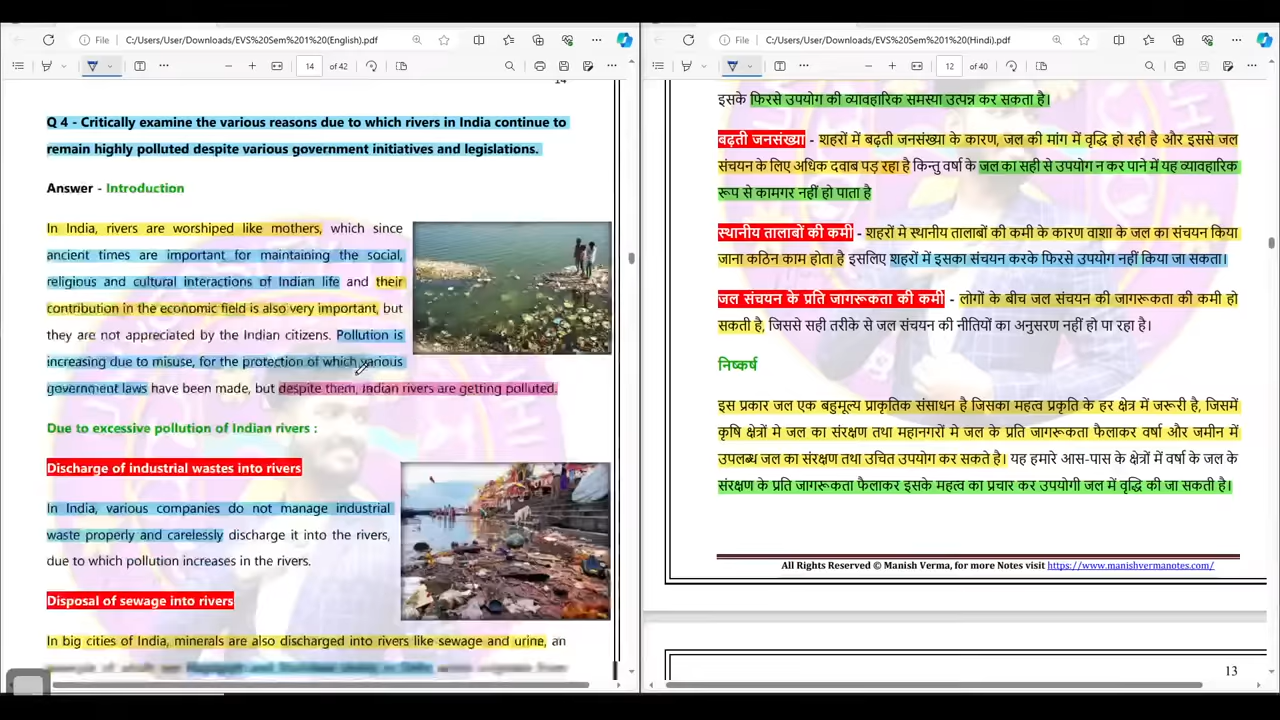 File
C:/Users/User/Downloads/EVS%20Sem%201%20(English).pdf
14 of 42
14
Q 4 - Critically examine the various reasons due to which rivers in India continue to
remain highly polluted despite various government initiatives and legislations.
Answer - Introduction
In India, rivers are worshiped like mothers, which since
ancient times are important for maintaining the social,
religious and cultural interactions of Indian life and their
contribution in the economic field is also very important, but
they are not appreciated by the Indian citizens. Pollution is
increasing due to misuse, for the protection of which various
government laws have been made, but despite them, Indian rivers are getting polluted.
Due to excessive pollution of Indian rivers :
Discharge of industrial wastes into rivers
In India, various companies do not manage industrial
waste properly and carelessly discharge it into the rivers,
due to which pollution increases in the rivers.
Disposal of sewage into rivers
In big cities of India, minerals are also discharged into rivers like sewage and urine, an
File
C:/Users/User/Downloads/EVS%20Sem%201%20(Hindi).pdf
12 of 40
इसके फिरसे उपयोग की व्यावहारिक समस्या उत्पन्न कर सकता है।
बढ़ती जनसंख्या - शहरों में बढ़ती जनसंख्या के कारण, जल की मांग में वृद्धि हो रही है और इससे जल
संचयन के लिए अधिक दवाब पड़ रहा है किन्तु वर्षा के जल का सही से उपयोग न कर पाने में यह व्यावहारिक
रूप से कामगर नहीं हो पाता है
स्थानीय तालाबों की कमी - शहरों मे स्थानीय तालाबों की कमी के कारण वाशा के जल का संचयन किया
जाना कठिन काम होता है इसलिए शहरों में इसका संचयन करके फिरसे उपयोग नहीं किया जा सकता।
जल संचयन के प्रति जागरूकता की कमी - लोगों के बीच जल संचयन की जागरूकता की कमी हो
सकती है, जिससे सही तरीके से जल संचयन की नीतियों का अनुसरण नहीं हो पा रहा है।
निष्कर्ष
इस प्रकार जल एक बहुमूल्य प्राकृतिक संसाधन है जिसका महत्व प्रकृति के हर क्षेत्र में जरूरी है, जिसमें
कृषि क्षेत्रों मे जल का संरक्षण तथा महानगरों मे जल के प्रति जागरूकता फैलाकर वर्षा और जमीन में
उपलब्ध जल का संरक्षण तथा उचित उपयोग कर सकते है। यह हमारे आस-पास के क्षेत्रों में वर्षा के जल के
संरक्षण के प्रति जागरूकता फैलाकर इसके महत्व का प्रचार कर उपयोगी जल में वृद्धि की जा सकती है।
All Rights Reserved © Manish Verma, for more Notes visit https://www.manishvermanotes.com/
13